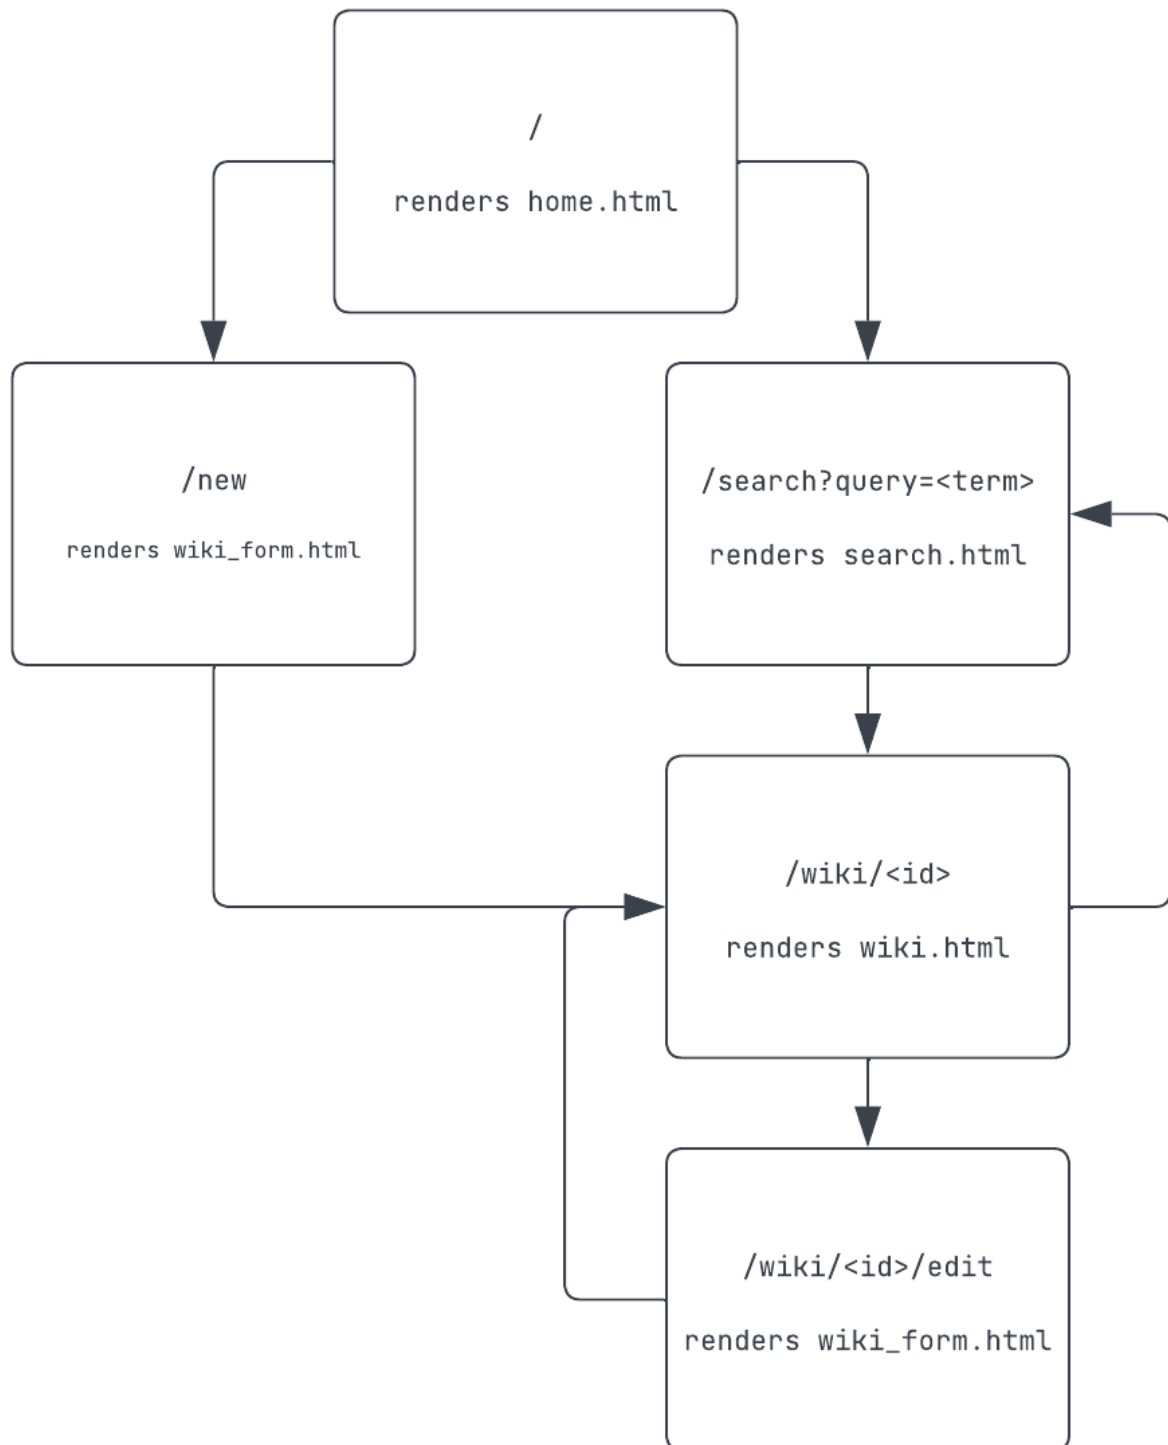 /
renders home.html
/new
renders wiki_form.html
/search?query=<term>
renders search.html
/wiki/<id>
renders wiki.html
/wiki/<id>/edit
renders wiki_form.html